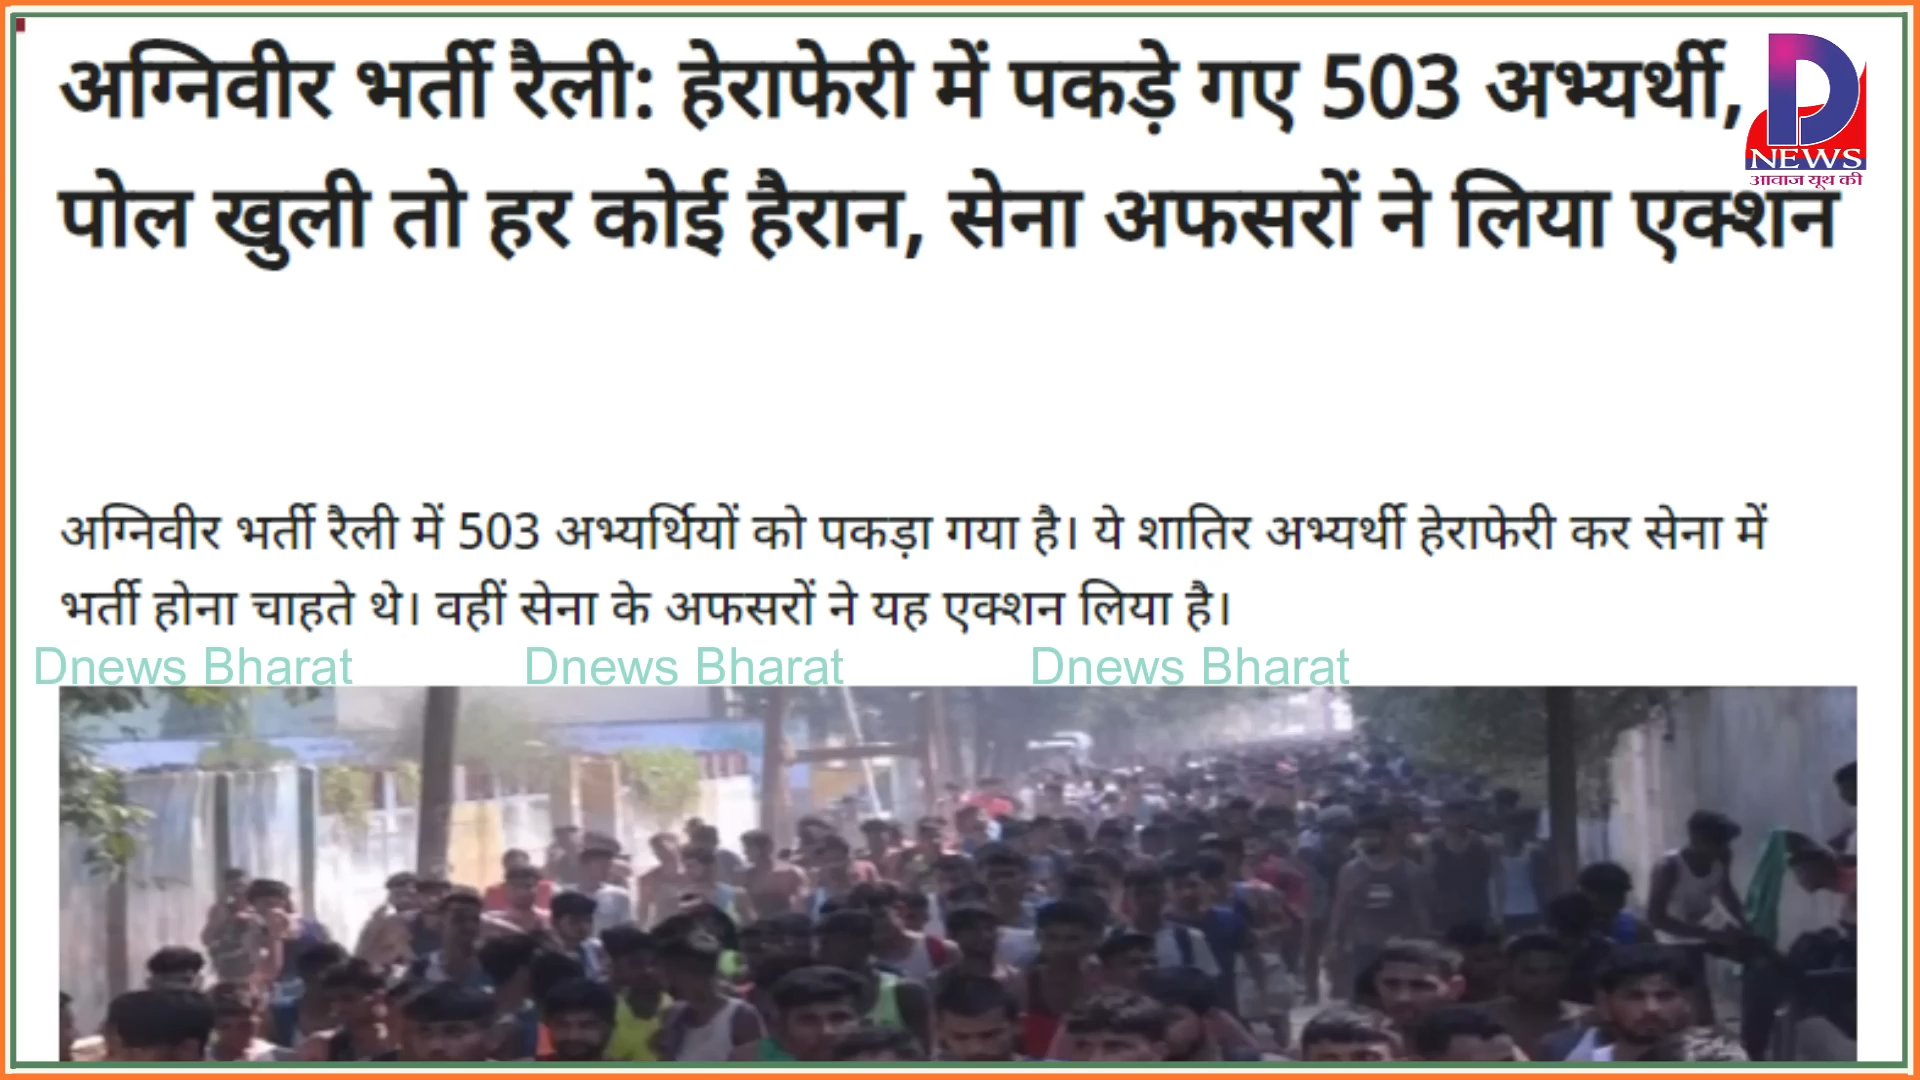 अग्निवीर भर्ती रैली: हेराफेरी में पकड़े गए 503 अभ्यर्थी,
पोल खुली तो हर कोई हैरान, सेना अफसरों ने लिया एक्शन
D
NEWS
आवाज यूथ की
अग्निवीर भर्ती रैली में 503 अभ्यर्थियों को पकड़ा गया है। ये शातिर अभ्यर्थी हेराफेरी कर सेना में
भर्ती होना चाहते थे। वहीं सेना के अफसरों ने यह एक्शन लिया है।
Dnews Bharat Dnews Bharat Dnews Bharat